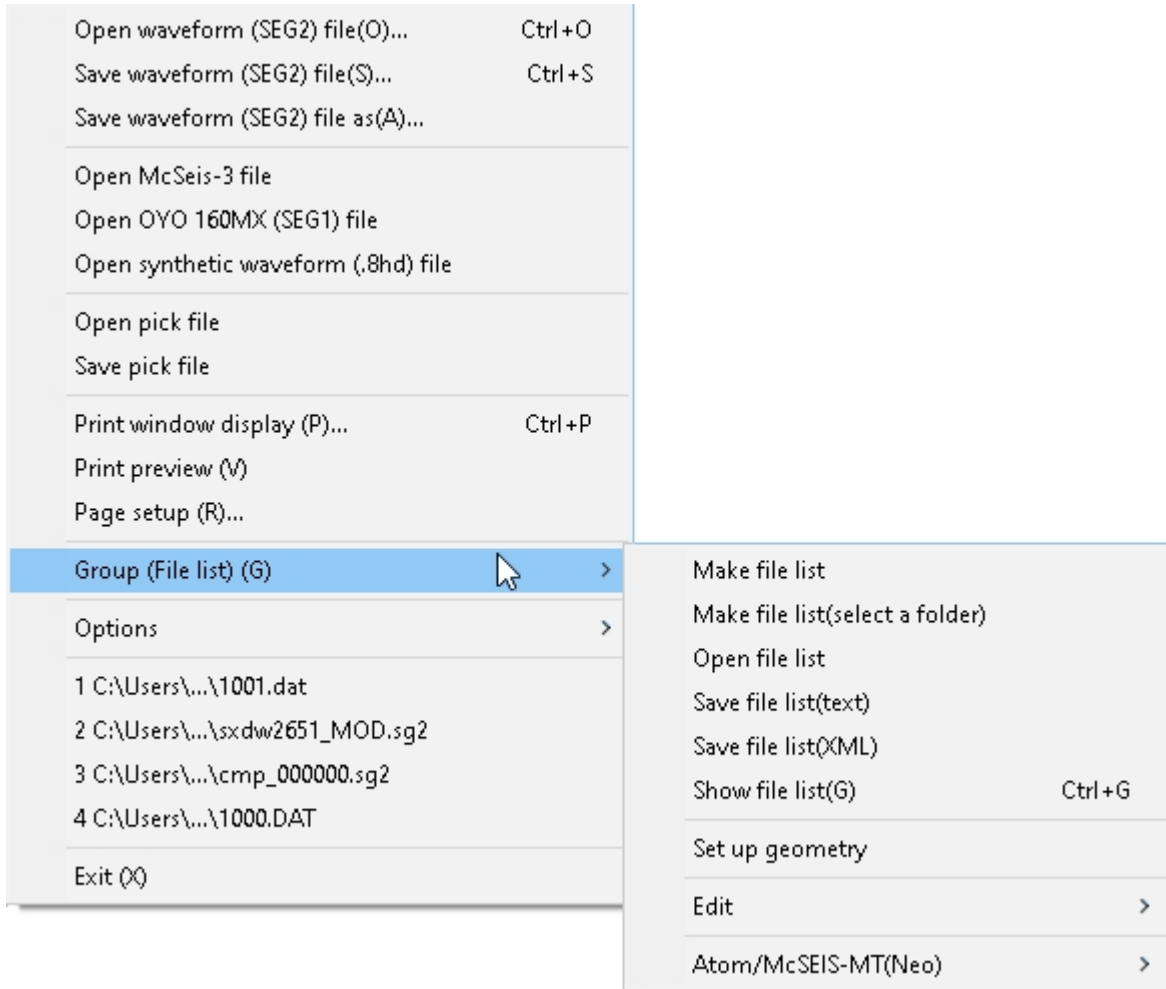 Open waveform (SEG2) file(O)... Ctrl+O
Save waveform (SEG2) file(S)... Ctrl+S
Save waveform (SEG2) file as(A)...
Open McSeis-3 file
Open OYO 160MX (SEG1) file
Open synthetic waveform (.8hd) file
Open pick file
Save pick file
Print window display (P)... Ctrl+P
Print preview (V)
Page setup (R)...
Group (File list) (G)
Options
1 C:\Users\...\1001.dat
2 C:\Users\...\sxdw2651_MOD.sg2
3 C:\Users\...\cmp_000000.sg2
4 C:\Users\...\1000.DAT
Exit (X)
Make file list
Make file list(select a folder)
Open file list
Save file list(text)
Save file list(XML)
Show file list(G) Ctrl+G
Set up geometry
Edit
Atom/McSEIS-MT(Neo)